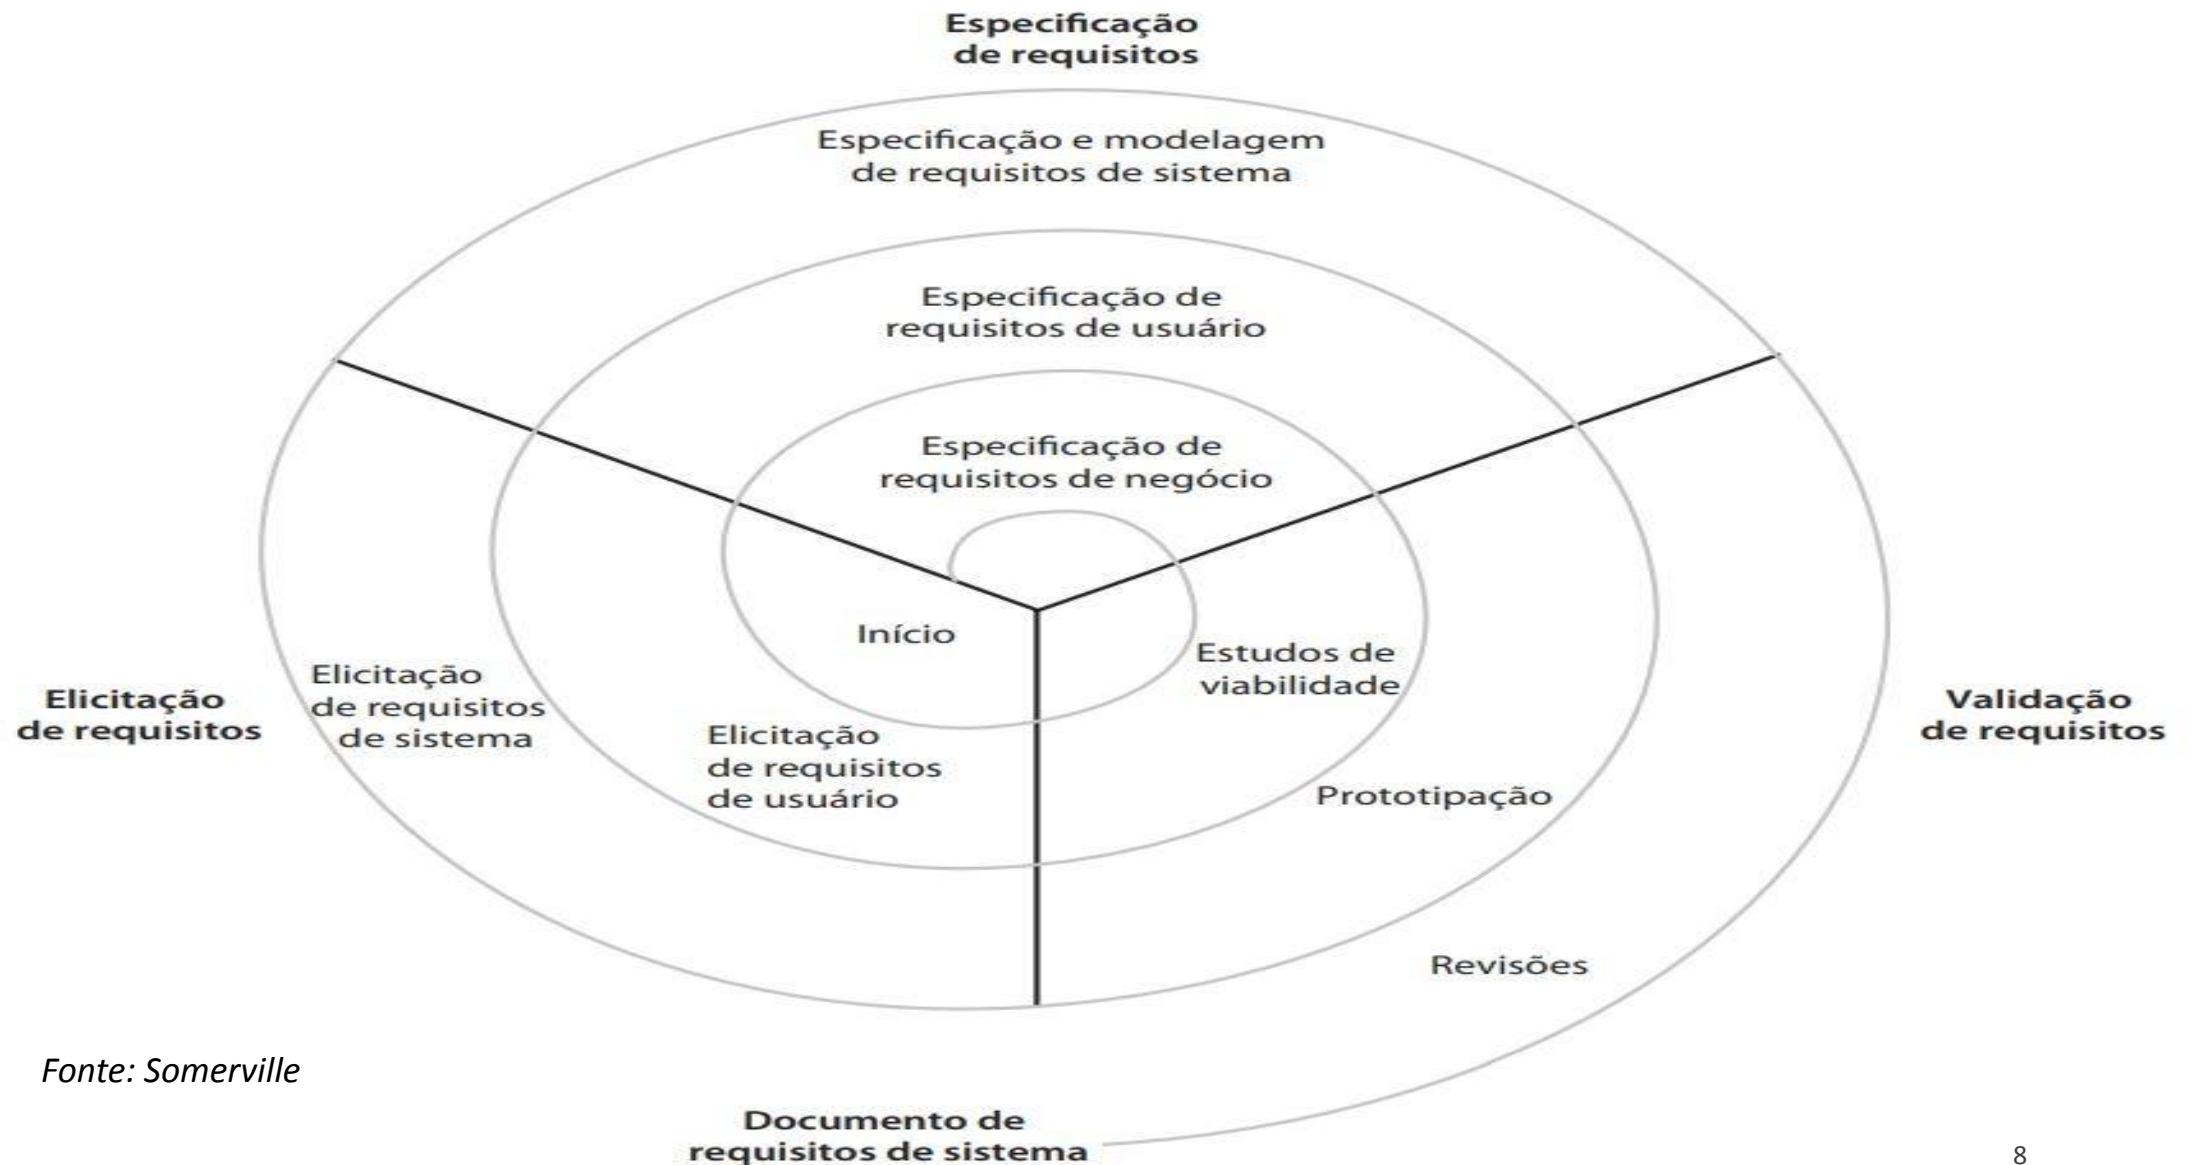 Especificação
de requisitos
Especificação e modelagem
de requisitos de sistema
Especificação de
requisitos de usuário
Especificação de
requisitos de negócio
Início
Estudos de
viabilidade
Elicitação
de requisitos
de sistema
Elicitação
de requisitos
Validação
de requisitos
Elicitação
de requisitos
de usuário
Prototipação
Revisões
Fonte: Somerville
Documento de
requisitos de sistema
8